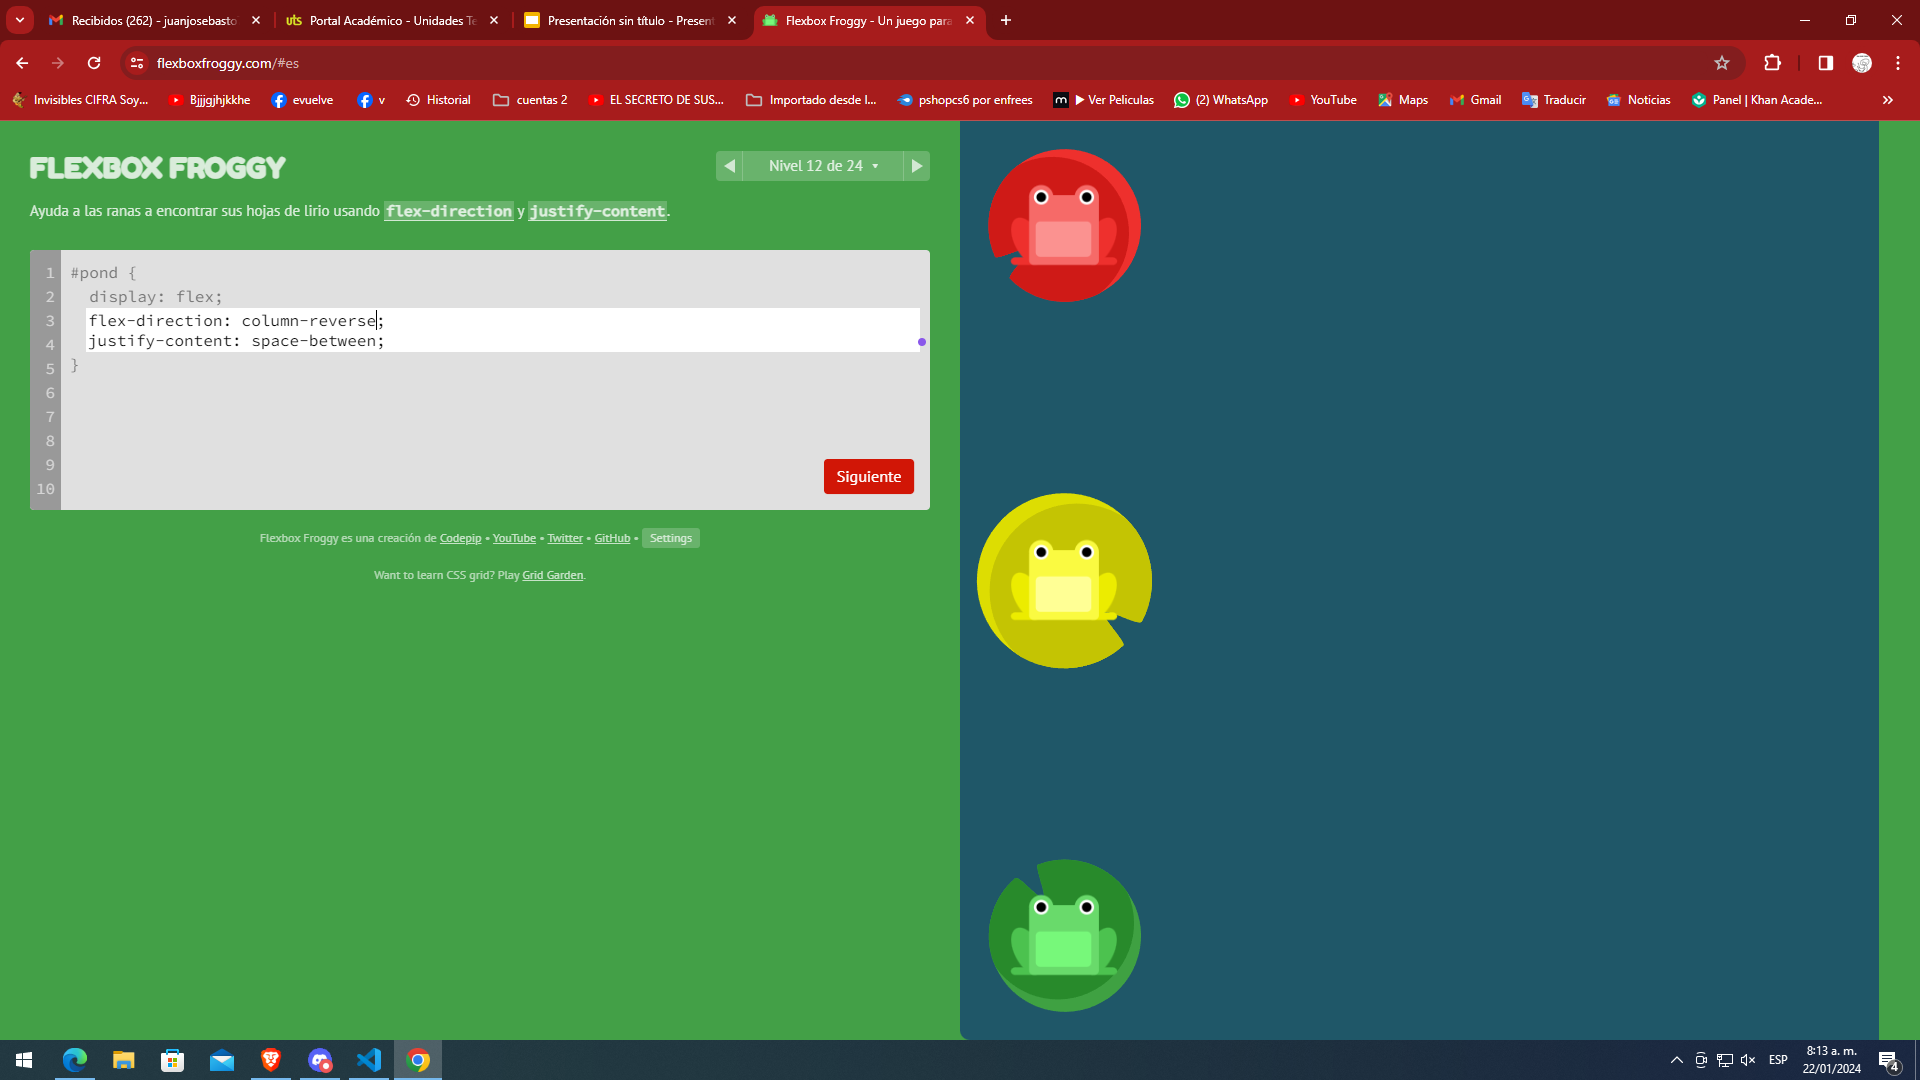 Recibidos (262) - juanjosebasto
Portal Académico - Unidades Te
Presentación sin título - Present
Flexbox Froggy - Un juego para
flexboxfroggy.com/#es
Invisibles CIFRA Soy...
Bjjjgjhjkkhe
evuelve
v
Historial
cuentas 2
EL SECRETO DE SUS...
Importado desde I...
pshopcs6 por enfrees
m
▶ Ver Peliculas
(2) WhatsApp
YouTube
Maps
Gmail
Traducir
Noticias
Panel | Khan Acade...
»
FLEXBOX FROGGY
Nivel 12 de 24
Ayuda a las ranas a encontrar sus hojas de lirio usando flex-direction y justify-content.
1 #pond {
2 display: flex;
3 flex-direction: column-reverse;
4 justify-content: space-between;
5 }
6
7
8
9
10
Siguiente
Flexbox Froggy es una creación de Codepip • YouTube • Twitter • GitHub • Settings
Want to learn CSS grid? Play Grid Garden.
ESP
8:13 a. m.
22/01/2024
4